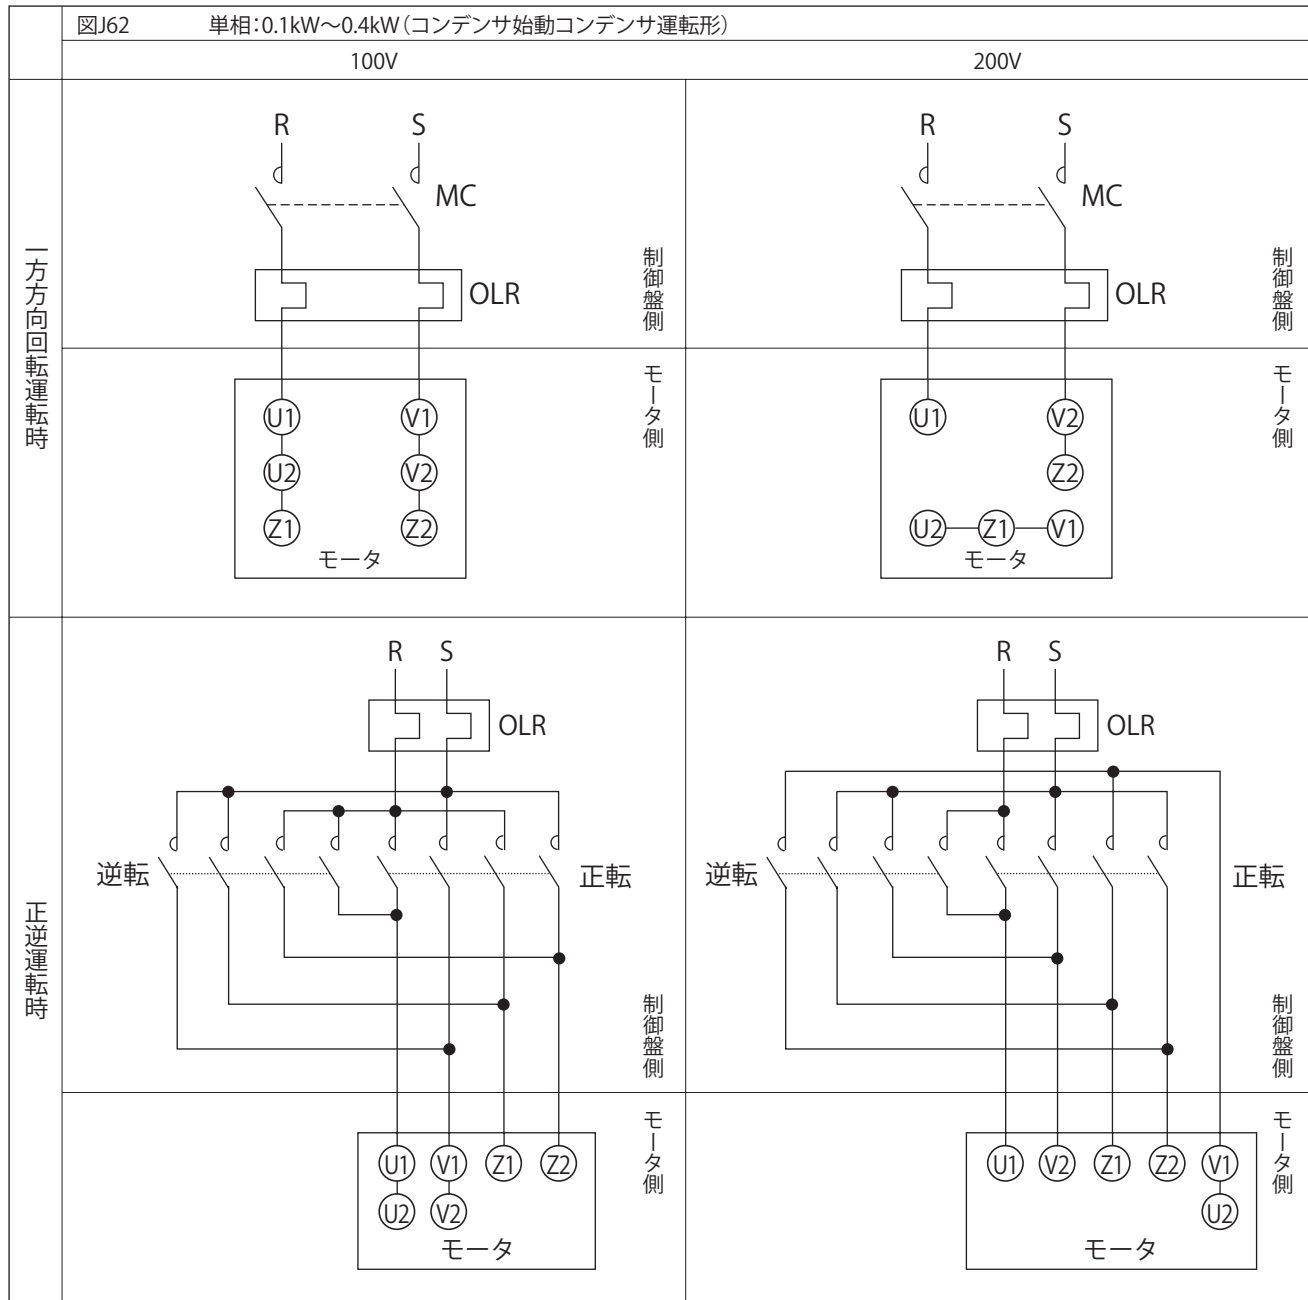 図J62 単相：0.1kW～0.4kW（コンデンサ始動コンデンサ運転形）
100V 200V
一方方向回転運転時
R S
MC
OLR
制御盤側
モータ側
U1 V1
U2 V2
Z1 Z2
モータ
R S
MC
OLR
制御盤側
モータ側
U1 V2
Z2
U2 Z1 V1
モータ
正逆運転時
R S
OLR
逆転 正転
制御盤側
モータ側
U1 V1 Z1 Z2
U2 V2
モータ
R S
OLR
逆転 正転
制御盤側
モータ側
U1 V2 Z1 Z2 V1
U2
モータ